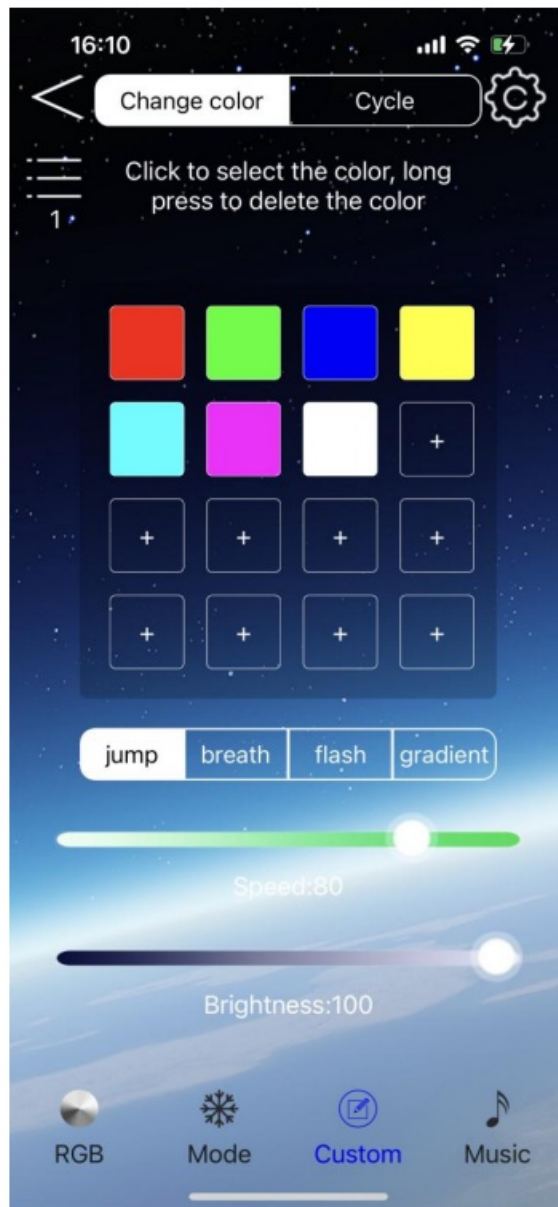 16:10
Change color
Cycle
Click to select the color, long
press to delete the color
1
+
+ + + +
+ + + +
jump breath flash gradient
Speed:80
Brightness:100
RGB Mode Custom Music